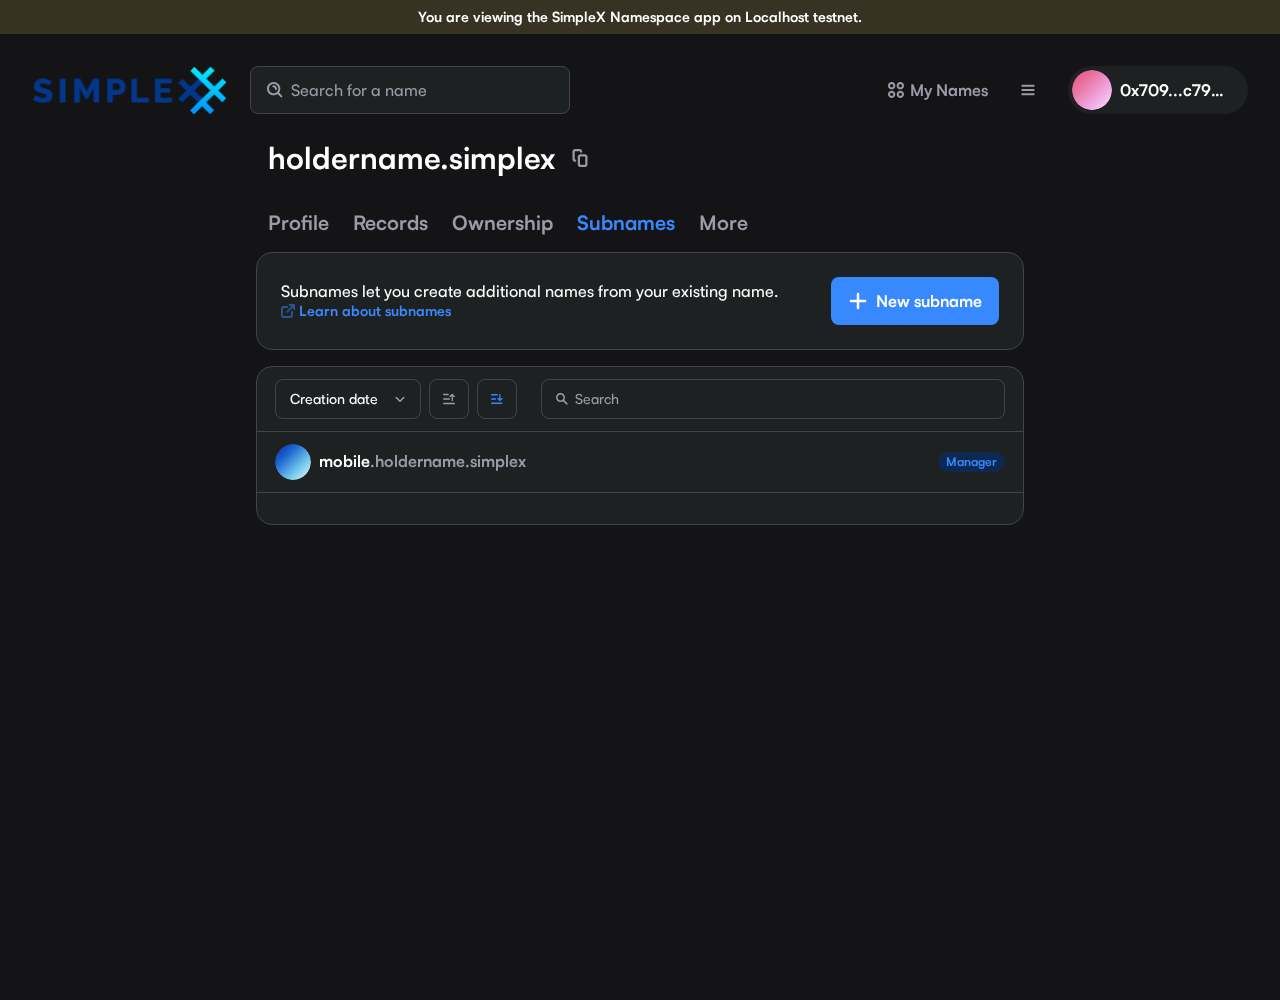 You are viewing the SimpleX Namespace app on Localhost testnet.
SIMPLEX
Search for a name
My Names
0x709...c79...
holdername.simplex
Profile Records Ownership Subnames More
Subnames let you create additional names from your existing name.
Learn about subnames
New subname
Creation date
Search
mobile.holdername.simplex
Manager